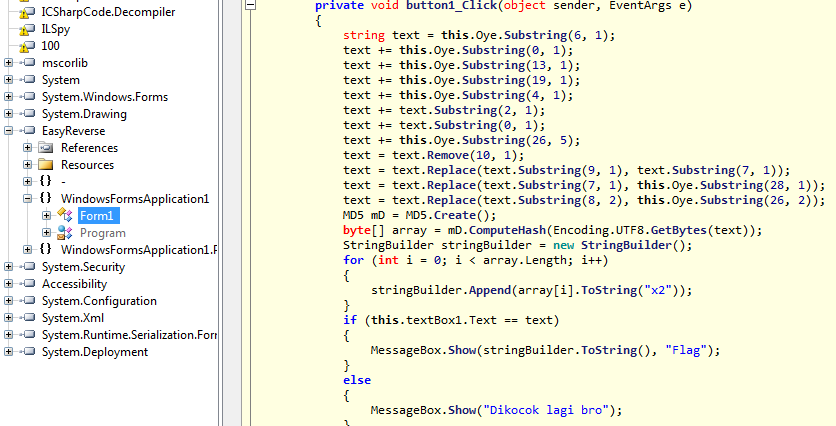 ICSharpCode.Decompiler
ILSpy
100
mscorlib
System
System.Windows.Forms
System.Drawing
EasyReverse
References
Resources
{} -
{} WindowsFormsApplication1
Form1
Program
{} WindowsFormsApplication1.F
System.Security
Accessibility
System.Configuration
System.Xml
System.Runtime.Serialization.For
System.Deployment
private void button1_Click(object sender, EventArgs e)
{
string text = this.Oye.Substring(6, 1);
text += this.Oye.Substring(0, 1);
text += this.Oye.Substring(13, 1);
text += this.Oye.Substring(19, 1);
text += this.Oye.Substring(4, 1);
text += text.Substring(2, 1);
text += text.Substring(0, 1);
text += this.Oye.Substring(26, 5);
text = text.Remove(10, 1);
text = text.Replace(text.Substring(9, 1), text.Substring(7, 1));
text = text.Replace(text.Substring(7, 1), this.Oye.Substring(28, 1));
text = text.Replace(text.Substring(8, 2), this.Oye.Substring(26, 2));
MD5 mD = MD5.Create();
byte[] array = mD.ComputeHash(Encoding.UTF8.GetBytes(text));
StringBuilder stringBuilder = new StringBuilder();
for (int i = 0; i < array.Length; i++)
{
stringBuilder.Append(array[i].ToString("x2"));
}
if (this.textBox1.Text == text)
{
MessageBox.Show(stringBuilder.ToString(), "Flag");
}
else
{
MessageBox.Show("Dikocok lagi bro");
}